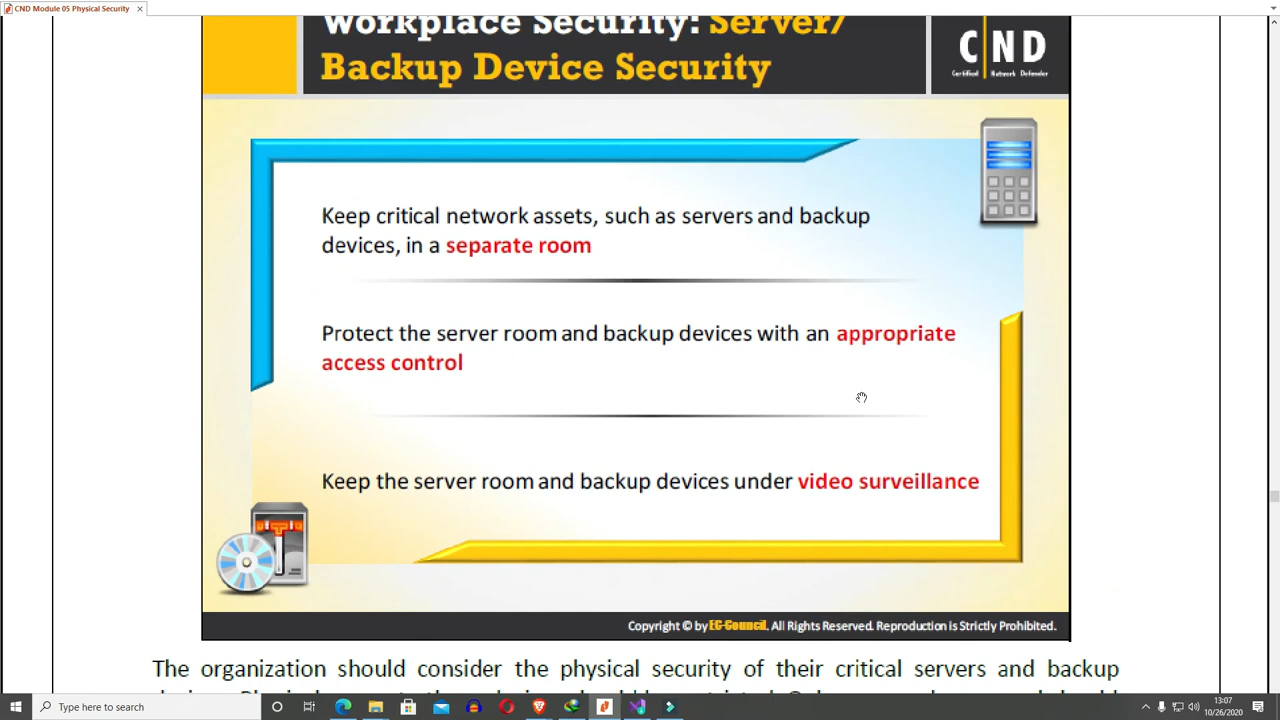 CND Module 05 Physical Security
Workplace Security: Server/
Backup Device Security
CND
Certified Network Defender
Keep critical network assets, such as servers and backup
devices, in a separate room
Protect the server room and backup devices with an appropriate
access control
Keep the server room and backup devices under video surveillance
Copyright © by EC-Council. All Rights Reserved. Reproduction is Strictly Prohibited.
The organization should consider the physical security of their critical servers and backup
Type here to search
13:07
10/26/2020